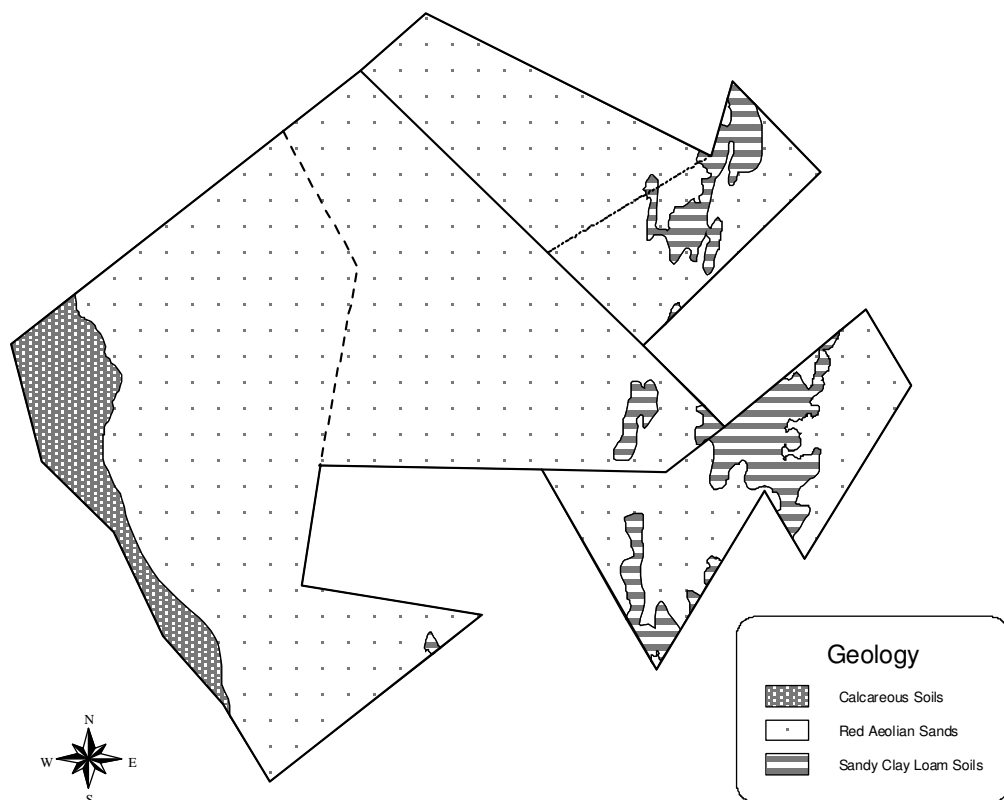 Geology
Calcareous Soils
Red Aeolian Sands
Sandy Clay Loam Soils
N
W E
S